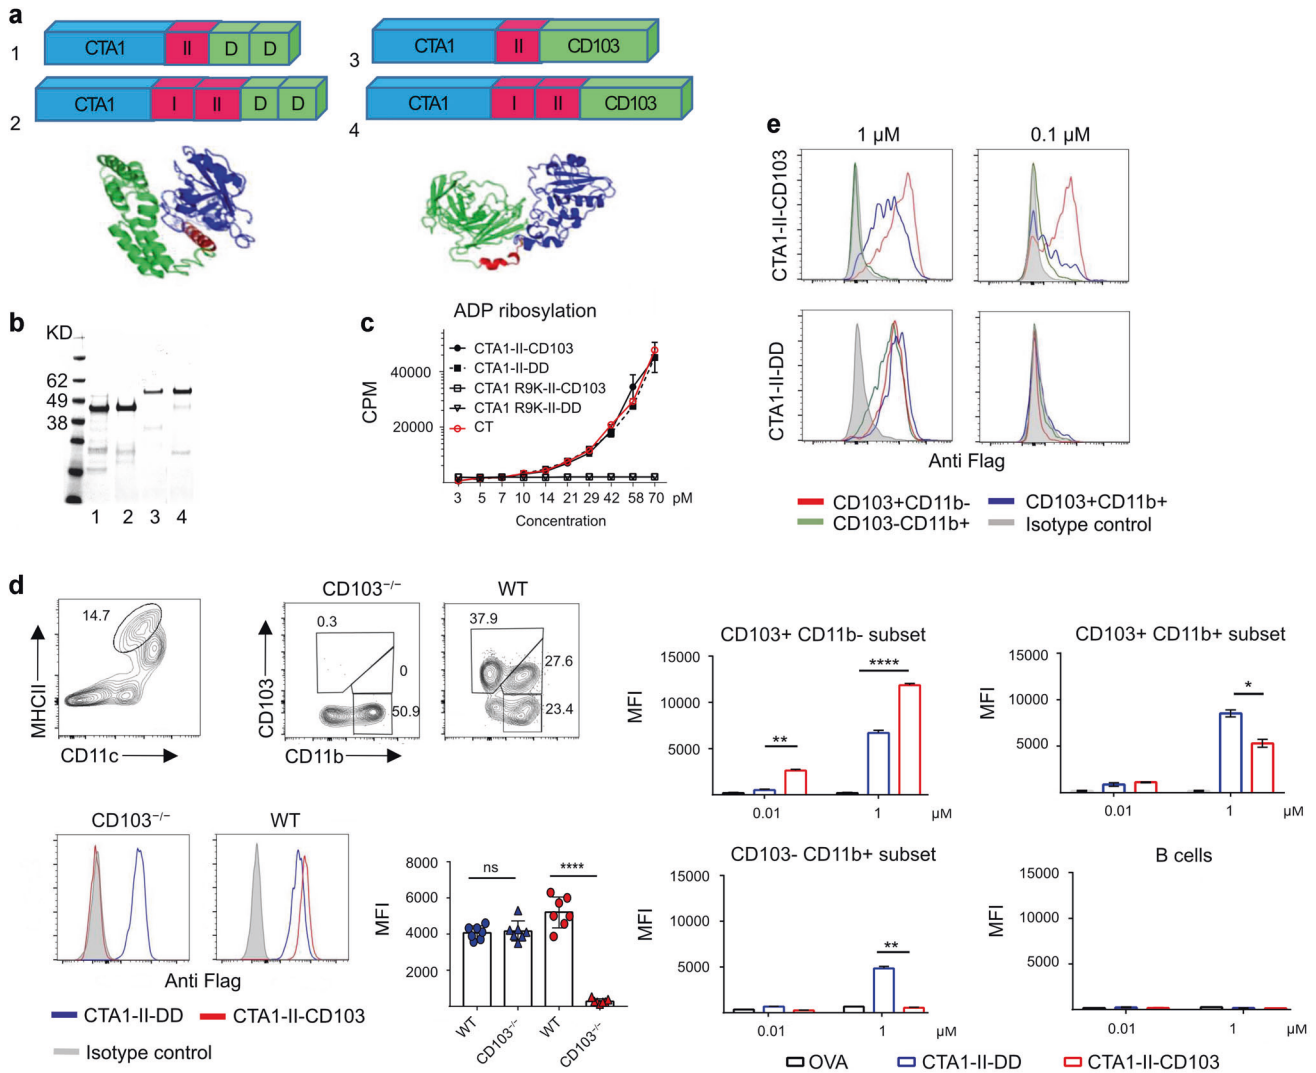 a
1
CTA1 II D D
2
CTA1 I II D D
3
CTA1 II CD103
4
CTA1 I II CD103
b
KD
62
49
38
1 2 3 4
c
ADP ribosylation
CTA1-II-CD103
CTA1-II-DD
CTA1 R9K-II-CD103
CTA1 R9K-II-DD
CT
CPM
40000
20000
3 5 7 10 14 21 29 42 58 70 pM
Concentration
e
1 µM 0.1 µM
CTA1-II-CD103
CTA1-II-DD
Anti Flag
CD103+CD11b-
CD103+CD11b+
CD103-CD11b+
Isotype control
d
MHCII
14.7
CD11c
CD103−/−
WT
CD103
0.3
0
50.9
37.9
27.6
23.4
CD11b
CD103−/−
WT
Anti Flag
CTA1-II-DD
CTA1-II-CD103
Isotype control
MFI
8000
6000
4000
2000
ns
****
WT
CD103−/−
WT
CD103−/−
CD103+ CD11b- subset
MFI
15000
10000
5000
**
****
0.01 1 µM
CD103+ CD11b+ subset
MFI
15000
10000
5000
*
0.01 1 µM
CD103- CD11b+ subset
MFI
15000
10000
5000
**
0.01 1 µM
B cells
MFI
15000
10000
5000
0.01 1 µM
OVA
CTA1-II-DD
CTA1-II-CD103